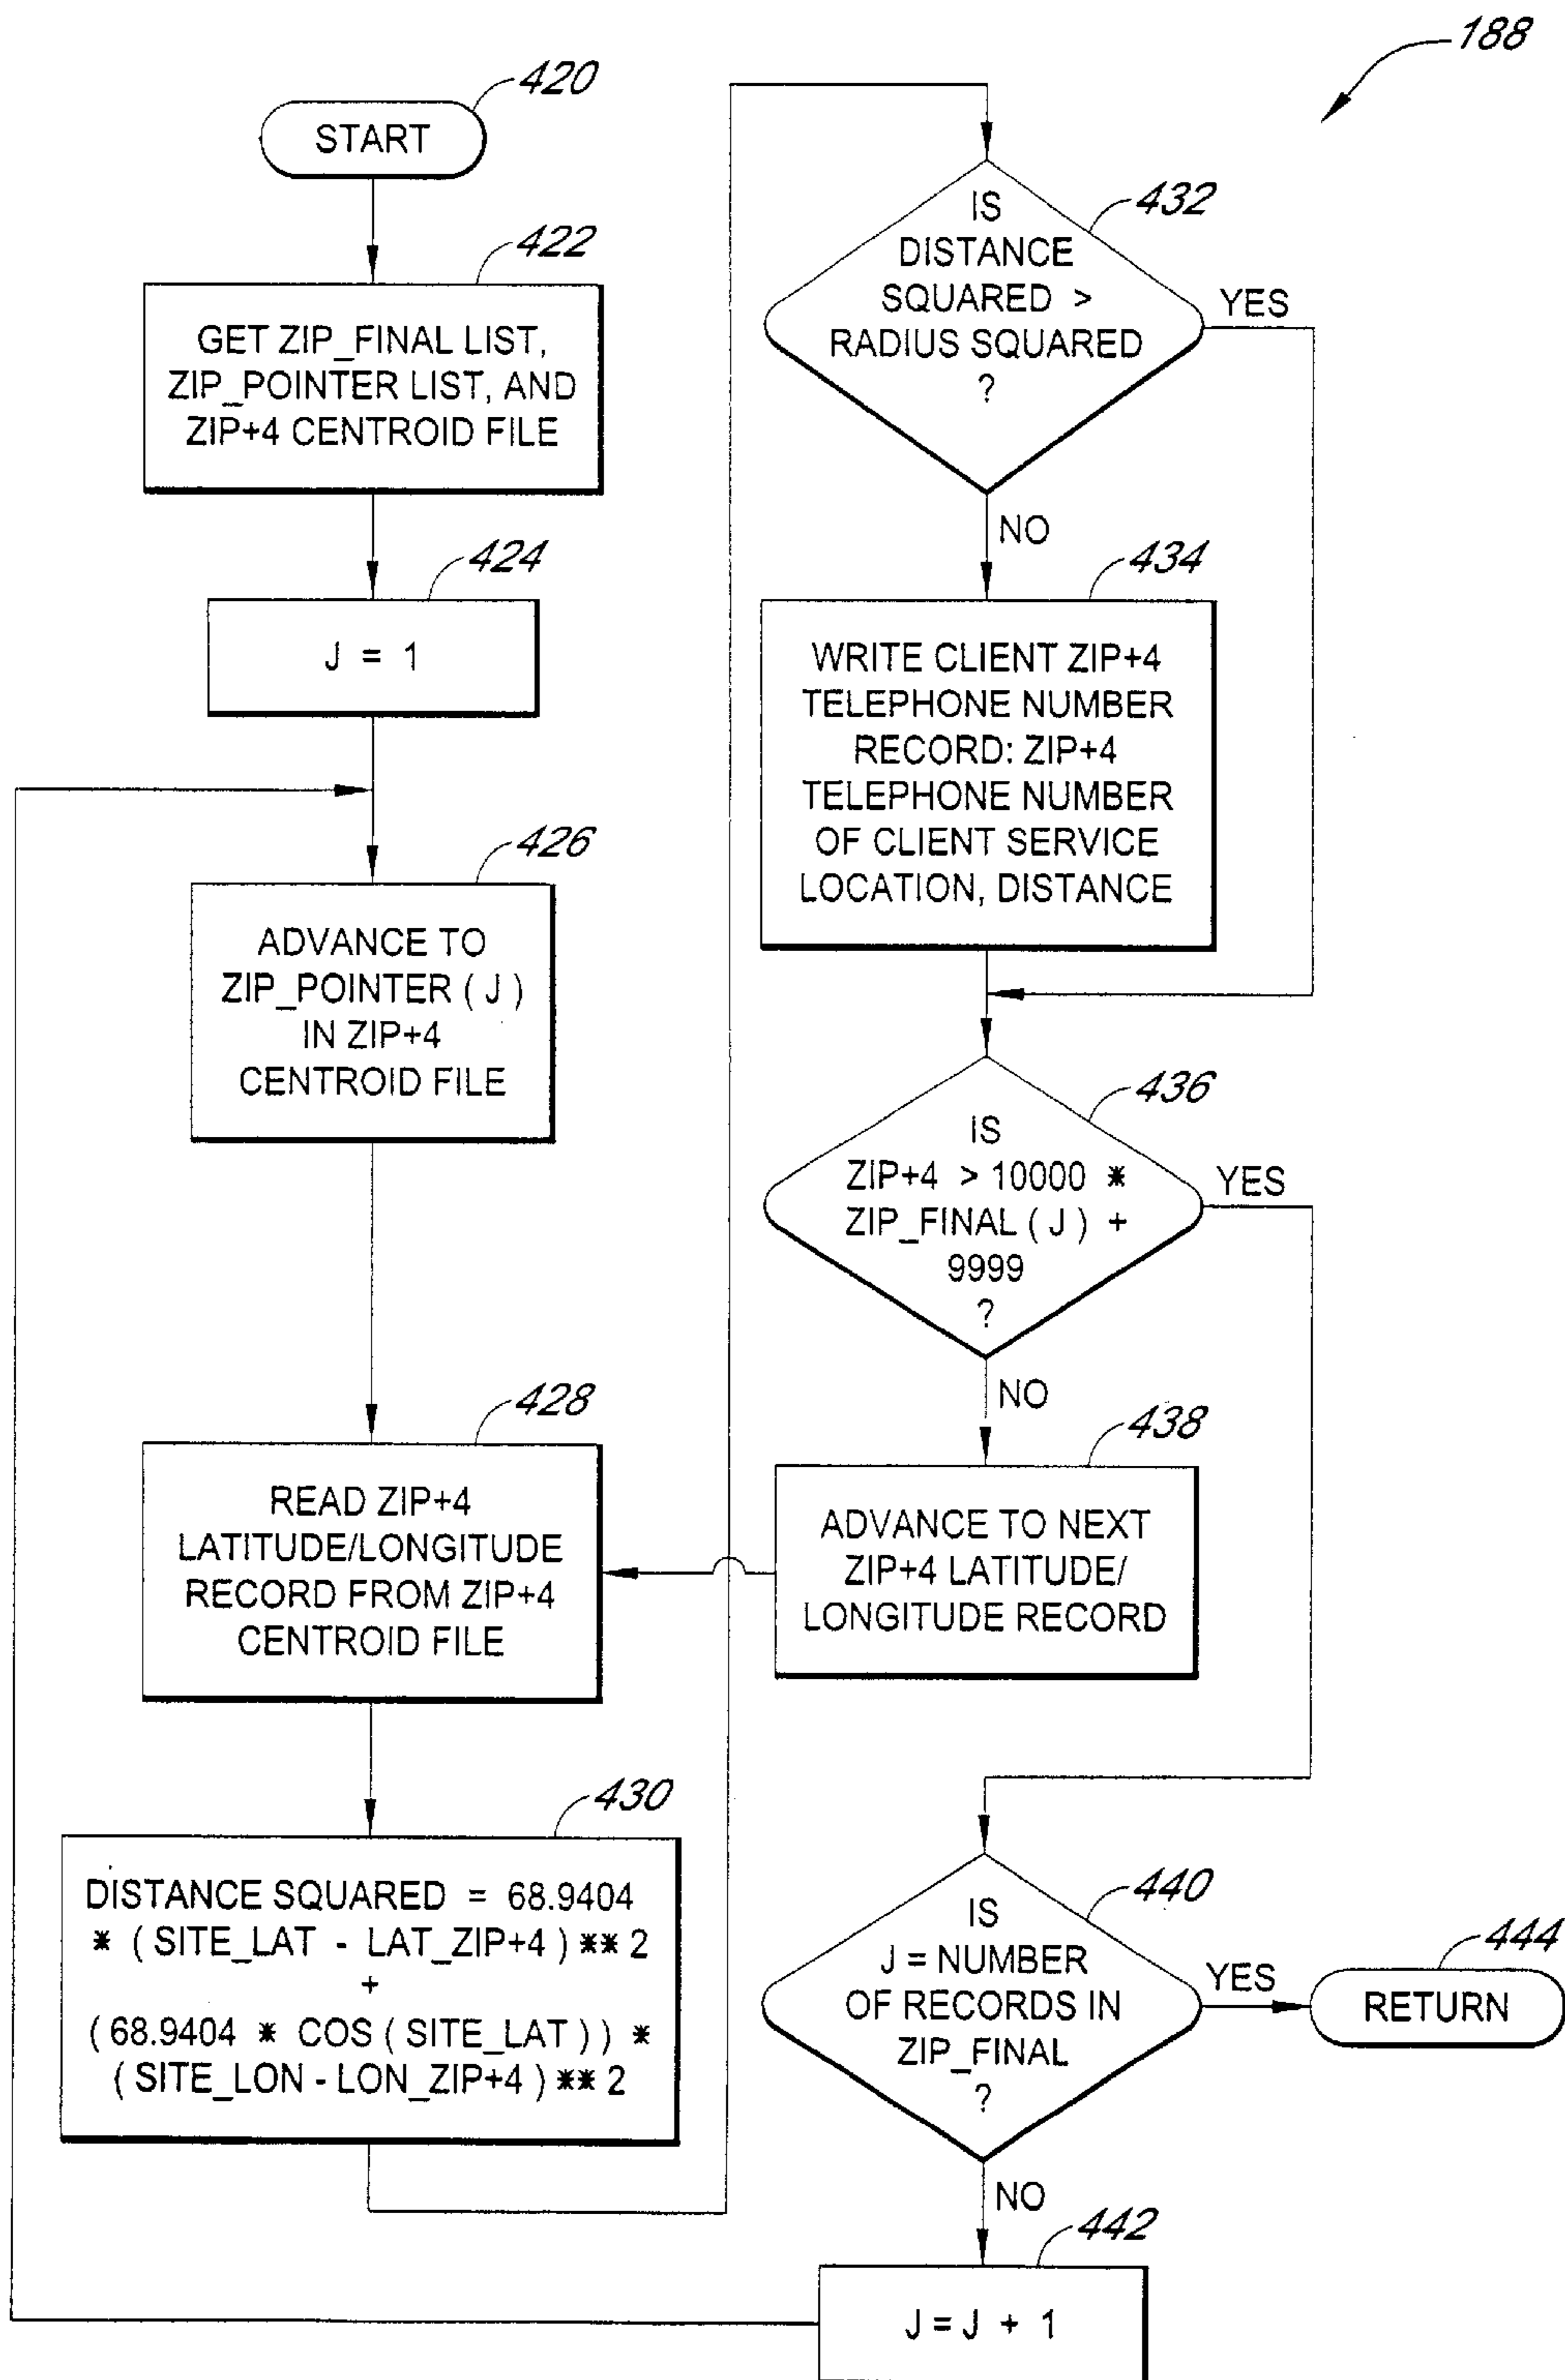 188
420
START
422
GET ZIP_FINAL LIST,
ZIP_POINTER LIST, AND
ZIP+4 CENTROID FILE
424
J = 1
426
ADVANCE TO
ZIP_POINTER ( J )
IN ZIP+4
CENTROID FILE
428
READ ZIP+4
LATITUDE/LONGITUDE
RECORD FROM ZIP+4
CENTROID FILE
430
DISTANCE SQUARED = 68.9404
* ( SITE_LAT - LAT_ZIP+4 ) ** 2
+
( 68.9404 * COS ( SITE_LAT ) ) *
( SITE_LON - LON_ZIP+4 ) ** 2
432
IS
DISTANCE
SQUARED >
RADIUS SQUARED
?
YES
NO
434
WRITE CLIENT ZIP+4
TELEPHONE NUMBER
RECORD: ZIP+4
TELEPHONE NUMBER
OF CLIENT SERVICE
LOCATION, DISTANCE
436
IS
ZIP+4 > 10000 *
ZIP_FINAL ( J ) +
9999
?
YES
NO
438
ADVANCE TO NEXT
ZIP+4 LATITUDE/
LONGITUDE RECORD
440
IS
J = NUMBER
OF RECORDS IN
ZIP_FINAL
?
YES
444
RETURN
NO
442
J = J + 1